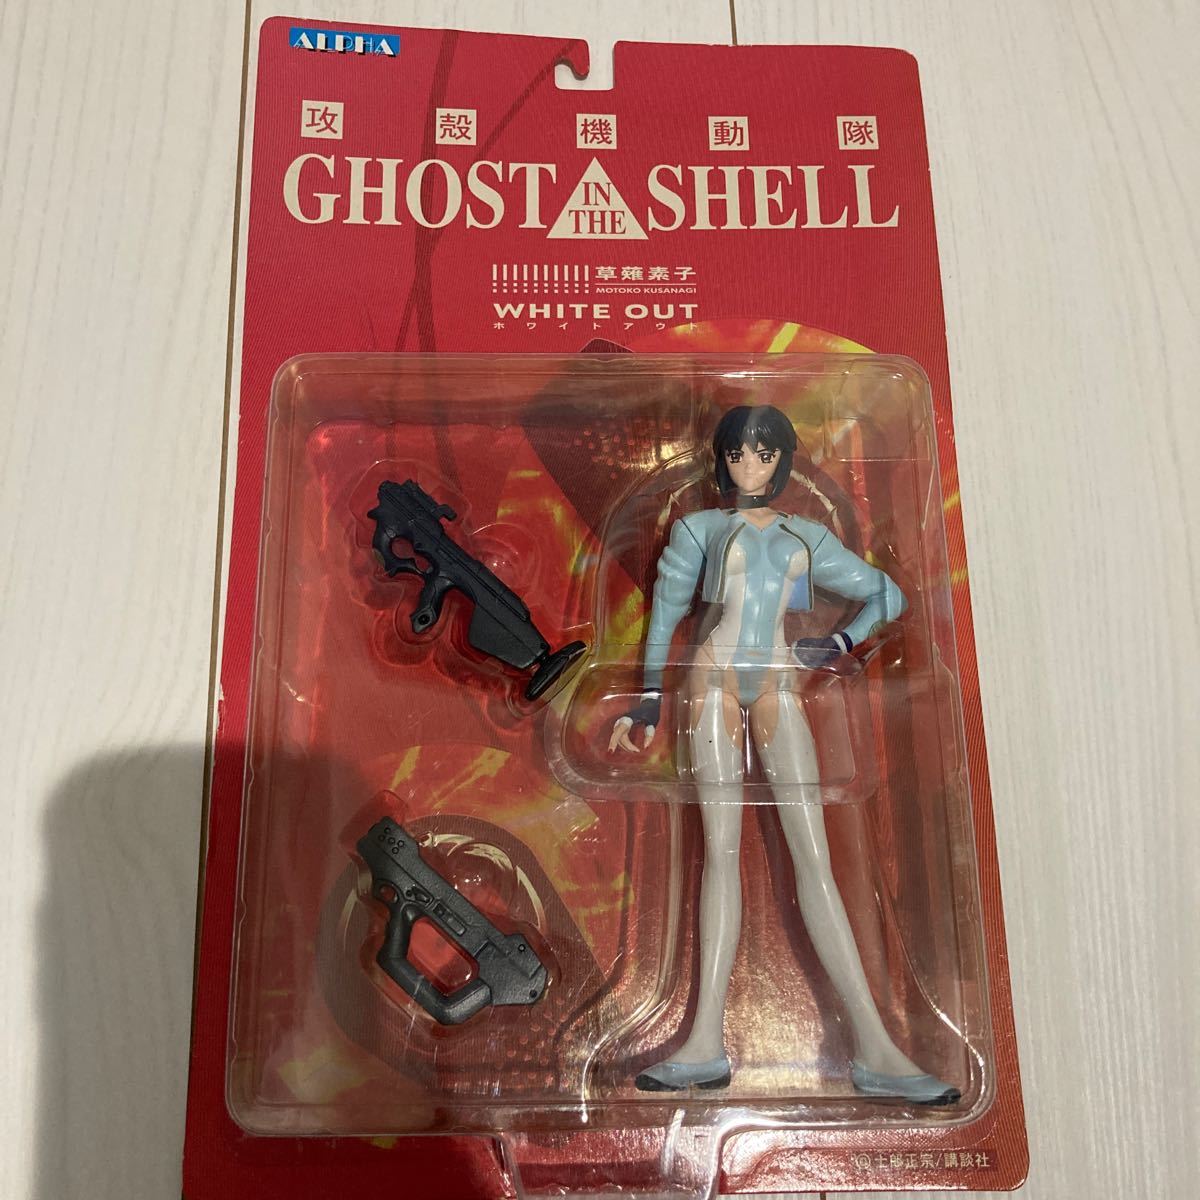 ALPHA
攻殻機動隊
GHOST IN THE SHELL
!!!!!!!!!! 草薙素子
MOTOKO KUSANAGI
WHITE OUT
ホワイトアウト
©士郎正宗/講談社